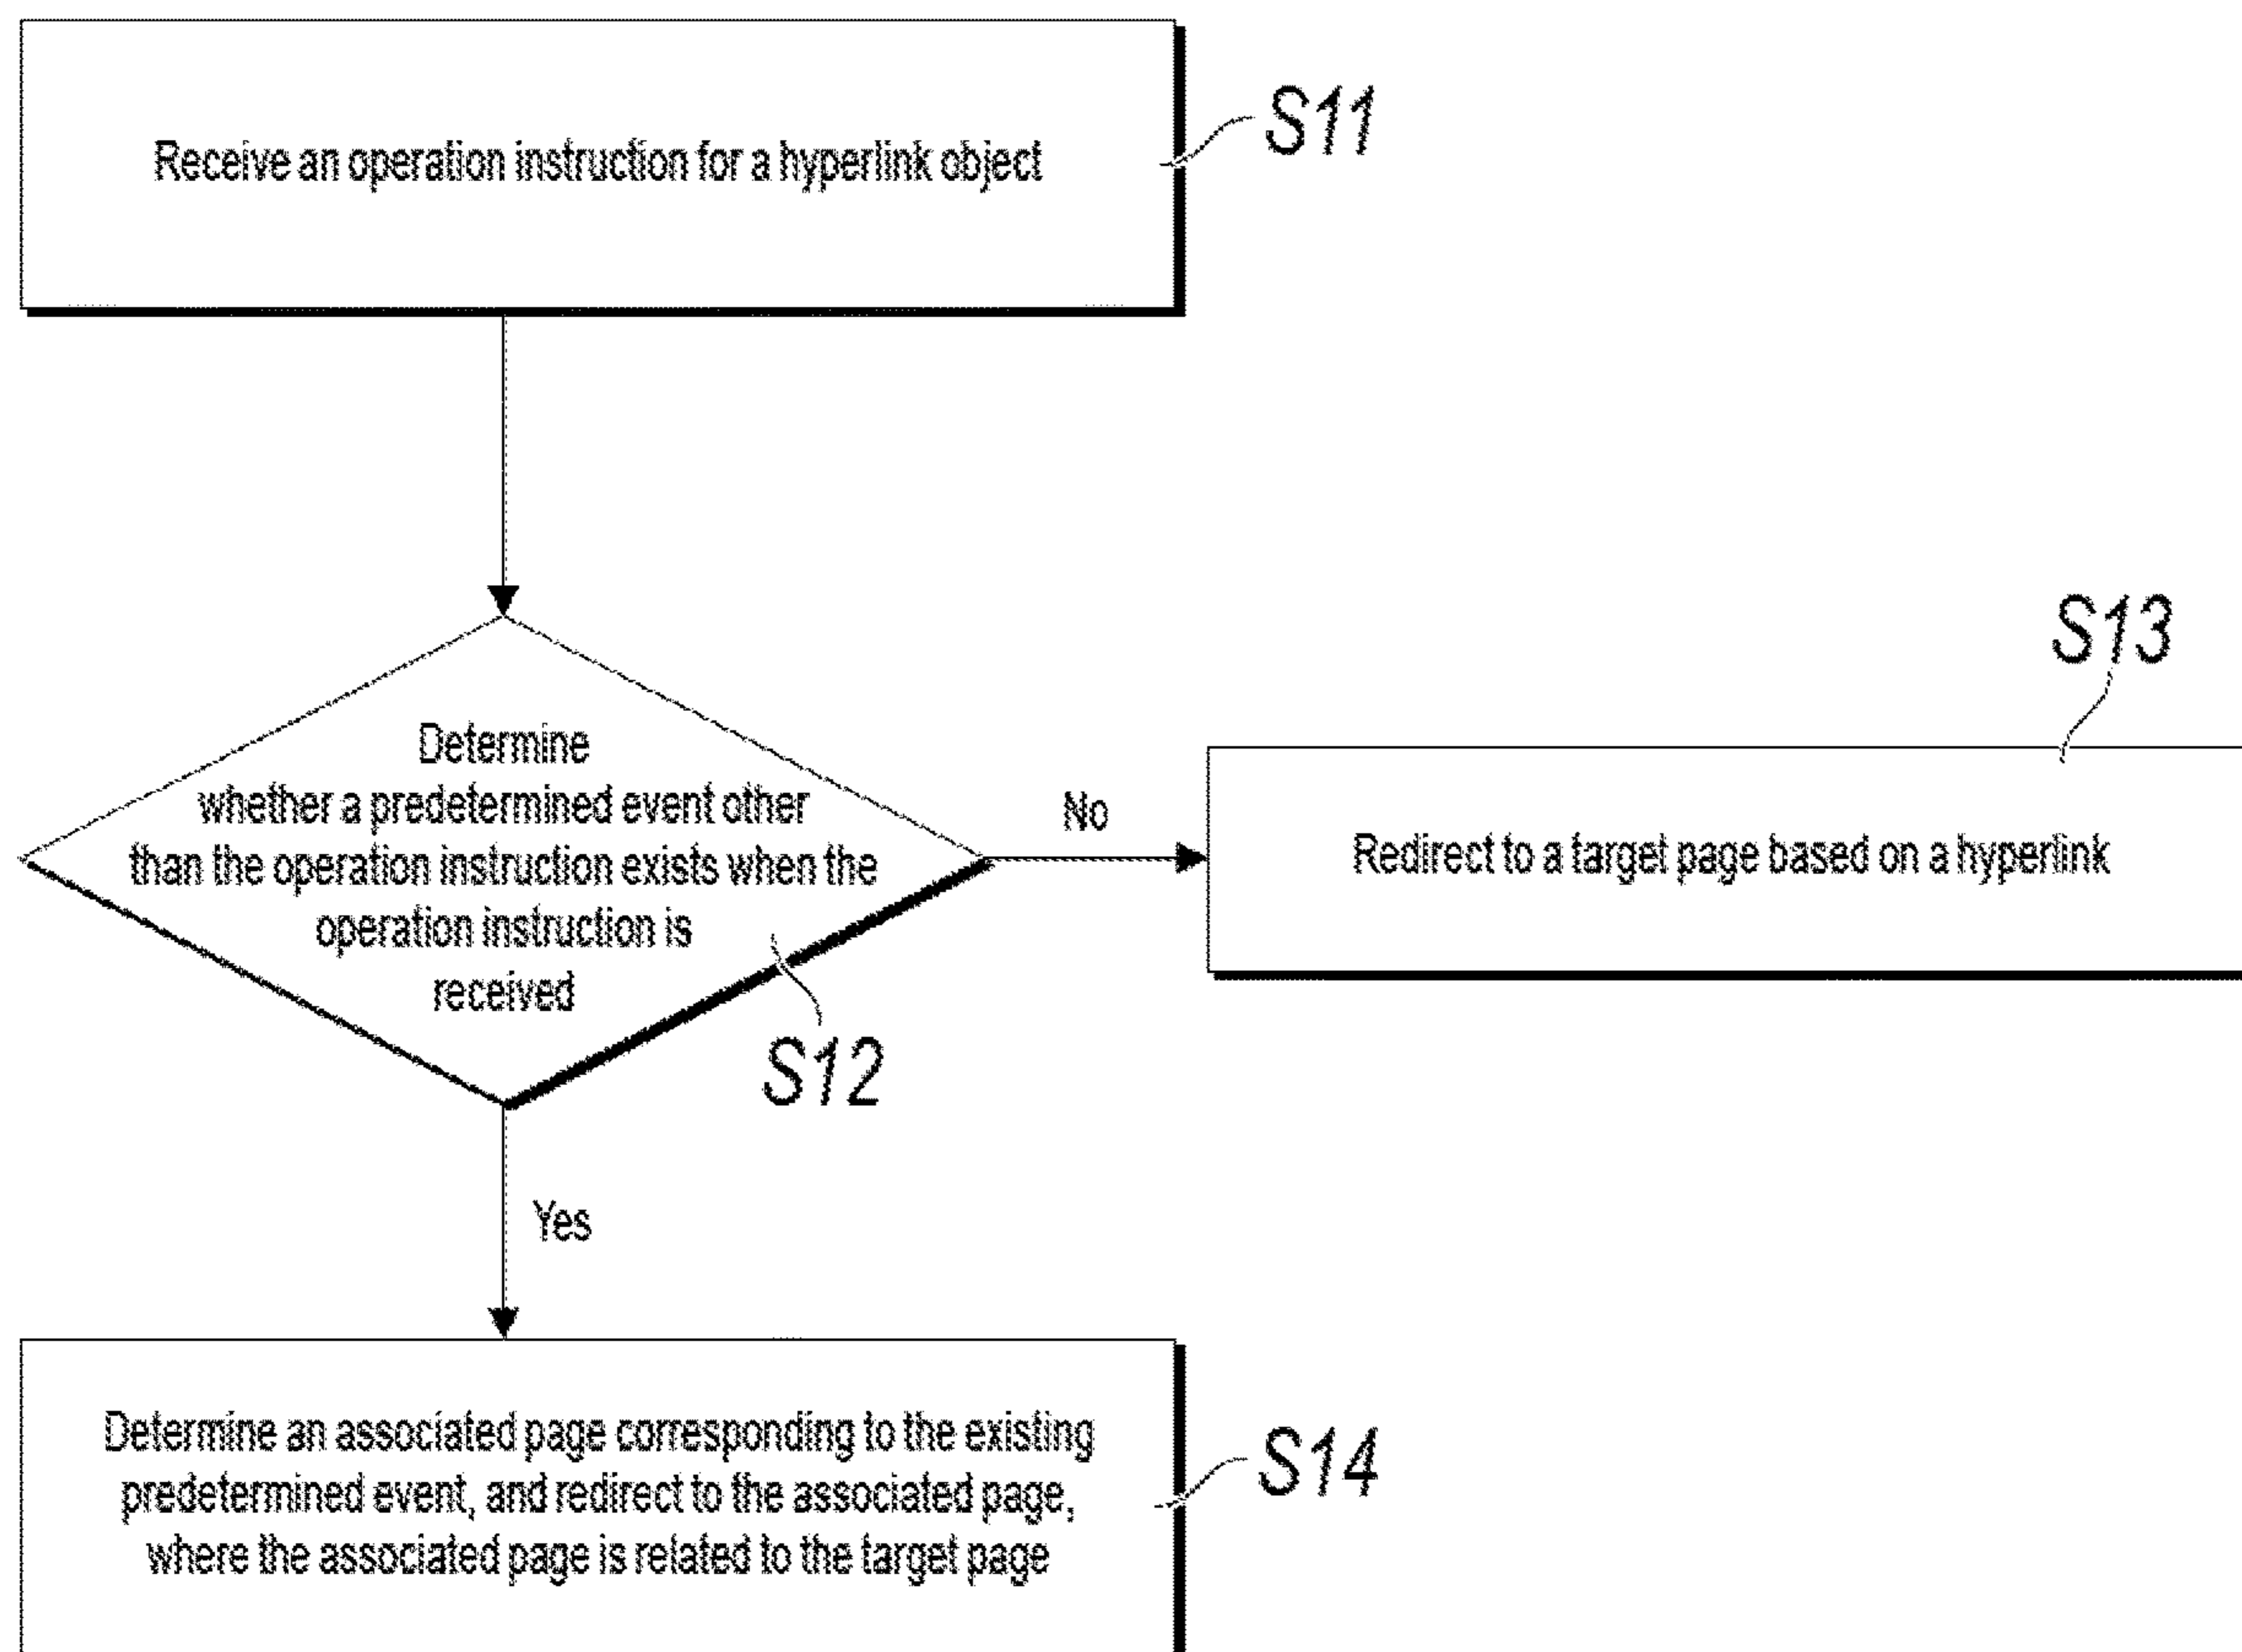 Receive an operation instruction for a hyperlink object
S11
Determine
whether a predetermined event other
than the operation instruction exists when the
operation instruction is
received
S12
No
S13
Redirect to a target page based on a hyperlink
Yes
Determine an associated page corresponding to the existing
predetermined event, and redirect to the associated page,
where the associated page is related to the target page
S14